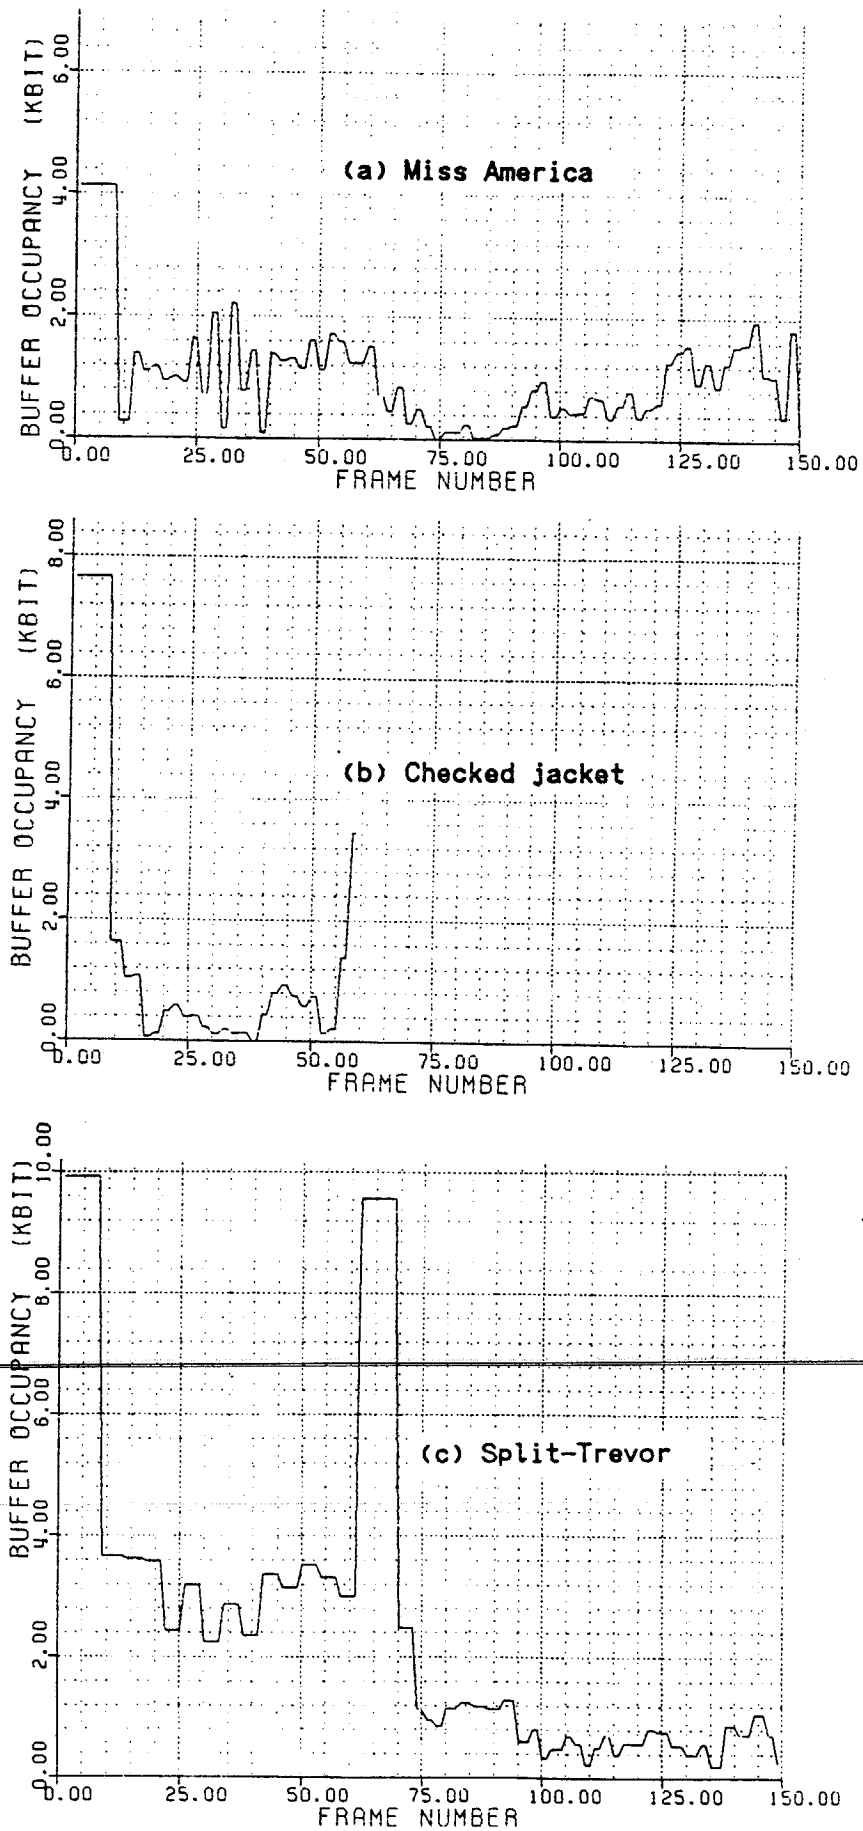 BUFFER OCCUPANCY (KBIT)
6.00
4.00
2.00
0.00
(a) Miss America
0.00 25.00 50.00 75.00 100.00 125.00 150.00
FRAME NUMBER
BUFFER OCCUPANCY (KBIT)
8.00
6.00
4.00
2.00
0.00
(b) Checked jacket
0.00 25.00 50.00 75.00 100.00 125.00 150.00
FRAME NUMBER
BUFFER OCCUPANCY (KBIT)
10.00
8.00
6.00
4.00
2.00
0.00
(c) Split-Trevor
0.00 25.00 50.00 75.00 100.00 125.00 150.00
FRAME NUMBER